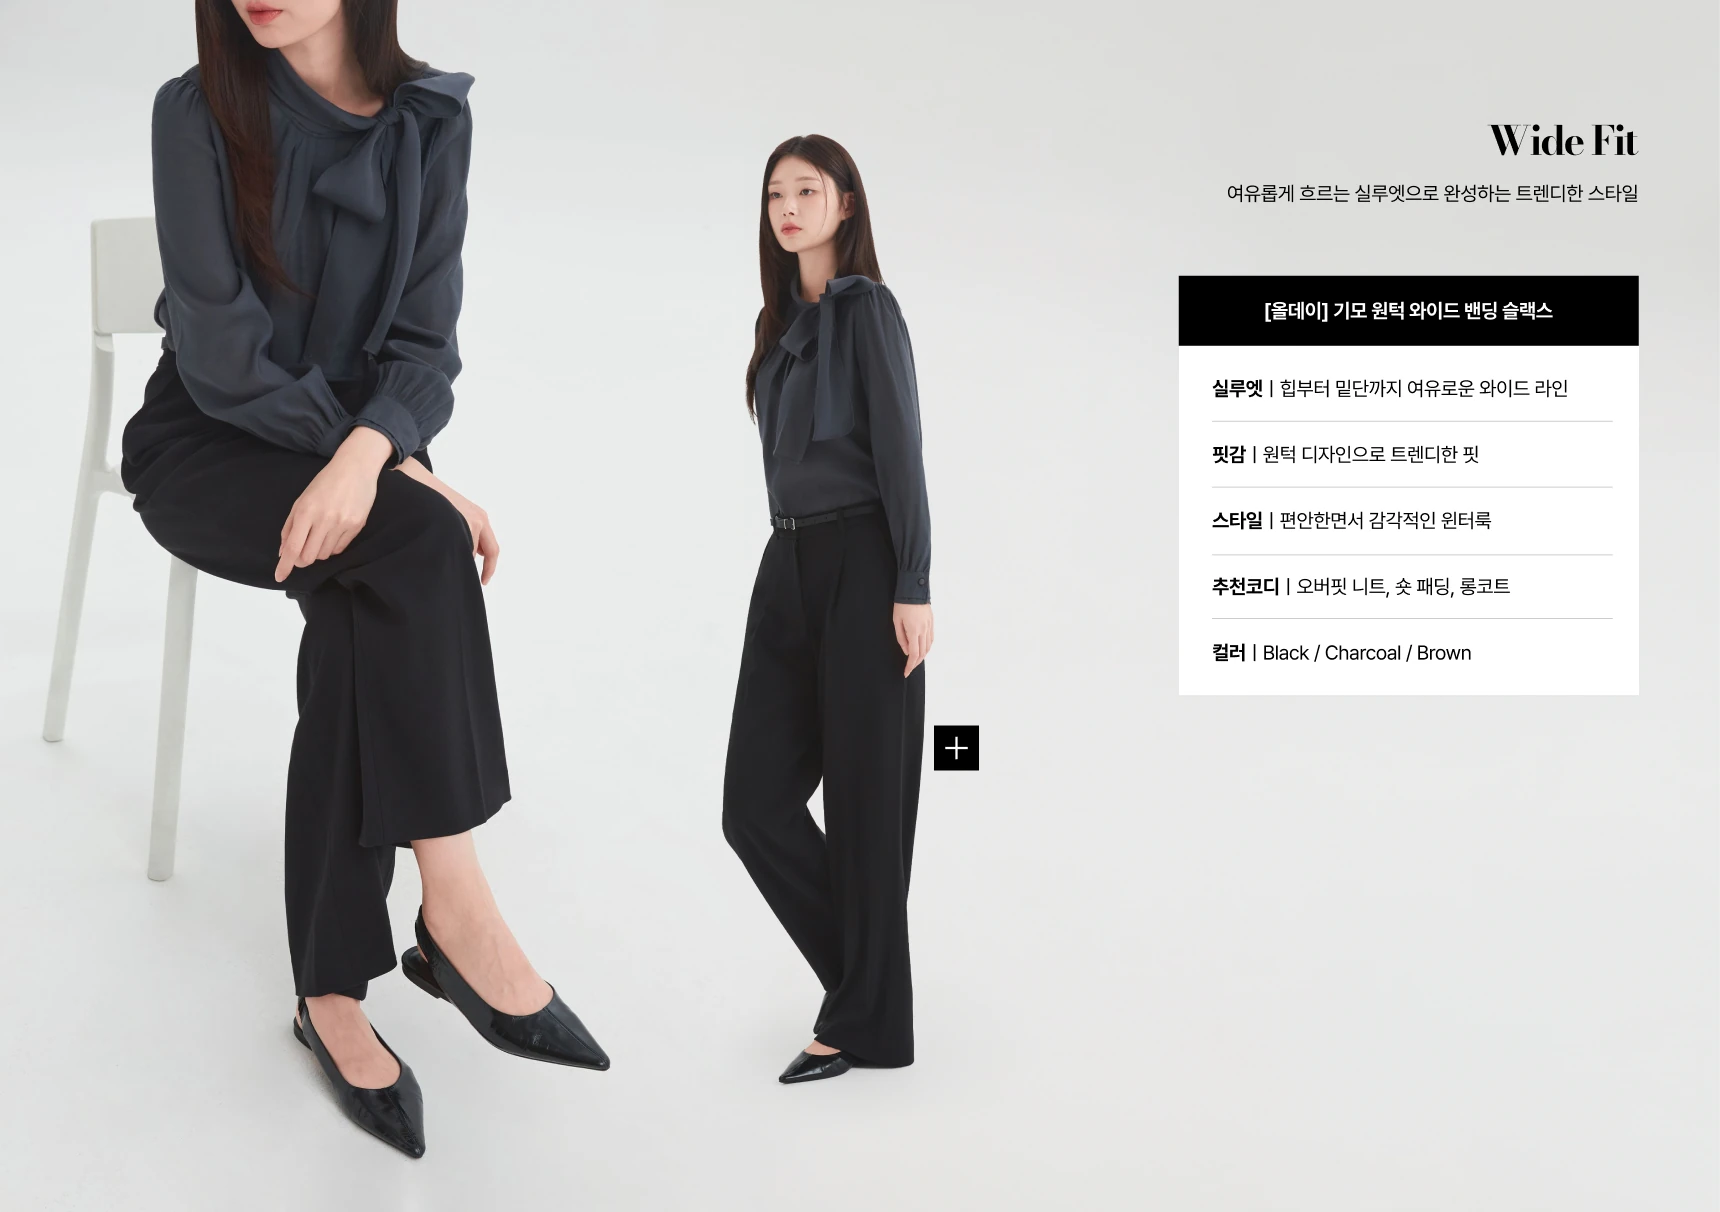 Wide Fit
여유롭게 흐르는 실루엣으로 완성하는 트렌디한 스타일
[올데이] 기모 원턱 와이드 밴딩 슬랙스
실루엣 | 힙부터 밑단까지 여유로운 와이드 라인
핏감 | 원턱 디자인으로 트렌디한 핏
스타일 | 편안한면서 감각적인 윈터룩
추천코디 | 오버핏 니트, 숏 패딩, 롱코트
컬러 | Black / Charcoal / Brown